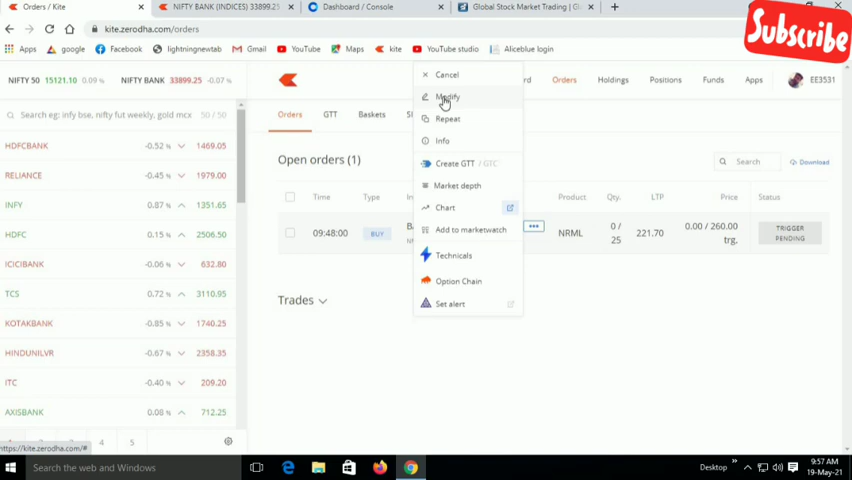 Orders / Kite
NIFTY BANK (INDICES) 33899.25
Dashboard / Console
Global Stock Market Trading | Gl
kite.zerodha.com/orders
Subscribe
Apps google Facebook lightningnewtab Gmail YouTube Maps kite YouTube studio Aliceblue login
NIFTY 50 15121.10 0.09 % NIFTY BANK 33899.25 -0.07 %
Orders Holdings Positions Funds Apps EE3531
Search eg: infy bse, nifty fut weekly, gold mcx 50 / 50
Orders GTT Baskets
HDFCBANK -0.52 % 1469.05
RELIANCE -0.45 % 1979.00
INFY 0.87 % 1351.65
HDFC 0.15 % 2506.50
ICICIBANK -0.06 % 632.80
TCS 0.72 % 3110.95
KOTAKBANK -0.85 % 1740.25
HINDUNILVR -0.67 % 2358.35
ITC -0.40 % 209.20
AXISBANK 0.08 % 712.25
2 3 4 5
https://kite.zerodha.com/#
Open orders (1)
Search Download
Time Type Product Qty. LTP Price Status
09:48:00 BUY NRML 0 / 25 221.70 0.00 / 260.00 trg. TRIGGER PENDING
Trades
Cancel
Modify
Repeat
Info
Create GTT / GTC
Market depth
Chart
Add to marketwatch
Technicals
Option Chain
Set alert
Search the web and Windows
Desktop
9:57 AM
19-May-21